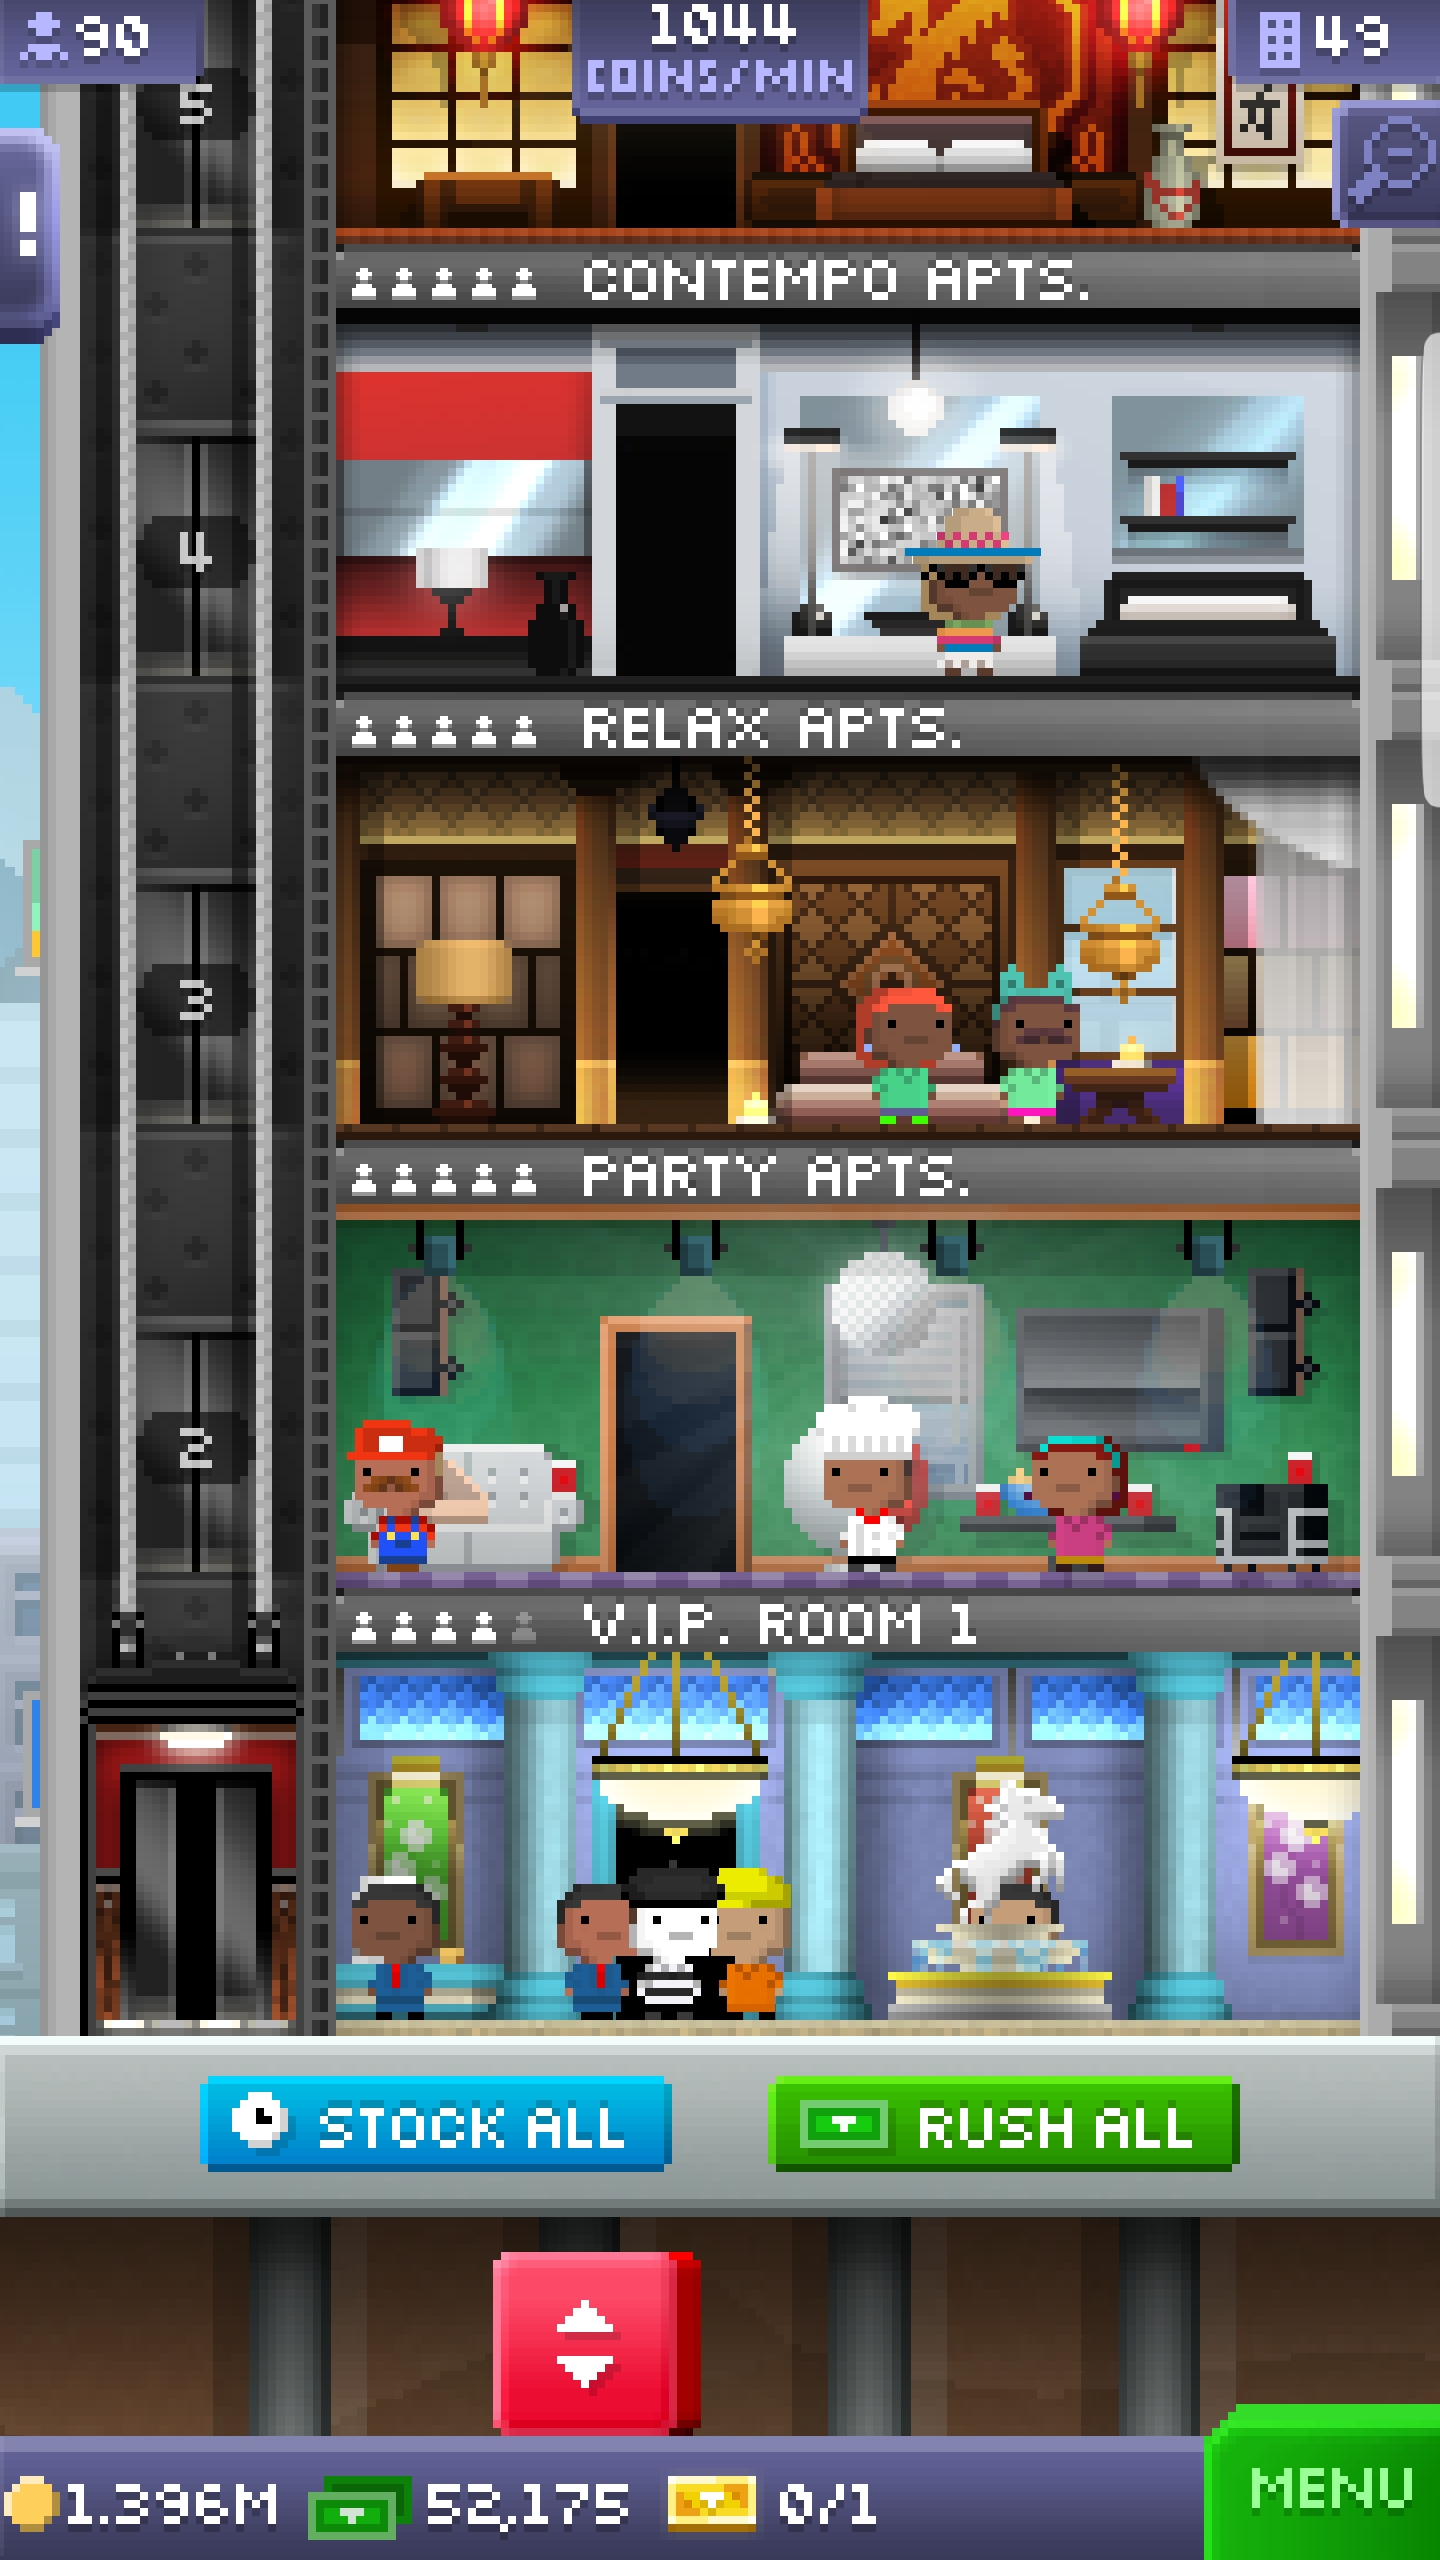 90
1044
COINS/MIN
49
!
5
CONTEMPO APTS.
4
RELAX APTS.
3
PARTY APTS.
2
V.I.P. ROOM 1
STOCK ALL
RUSH ALL
1.396M 52,175 0/1
MENU